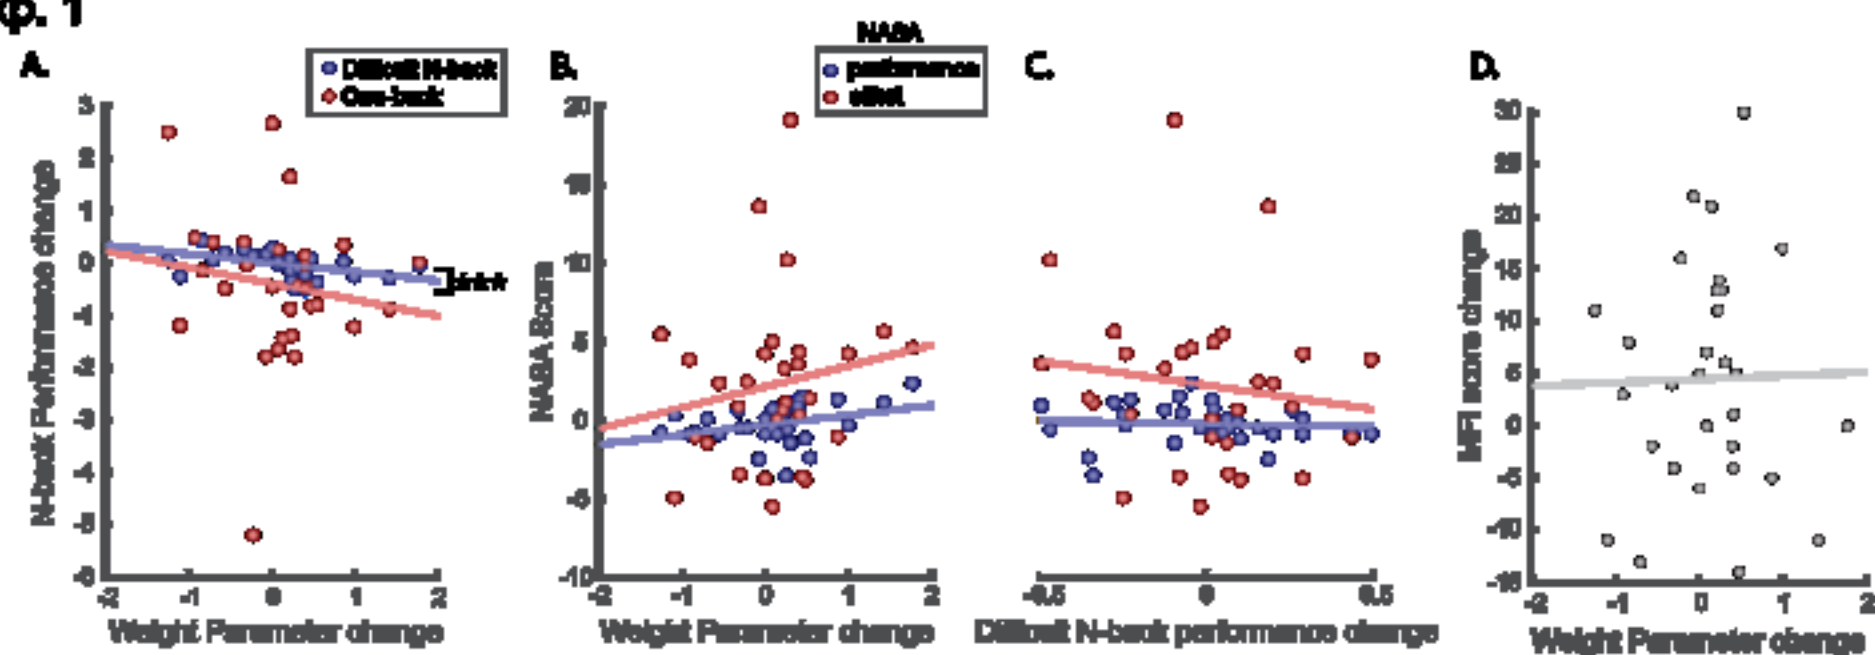 φ. 1
A.
Difficult N-back
One-back
3
2
1
0
-1
-2
-3
-4
-5
-6
-2 -1 0 1 2
N-back Performance change
Weight Parameter change
B.
NASA
performance
effort
20
15
10
5
0
-5
-10
-2 -1 0 1 2
NASA Score
Weight Parameter change
C.
-0.5 0 0.5
Difficult N-back performance change
D.
30
25
20
15
10
5
0
-5
-10
-15
-2 -1 0 1 2
MFI score change
Weight Parameter change